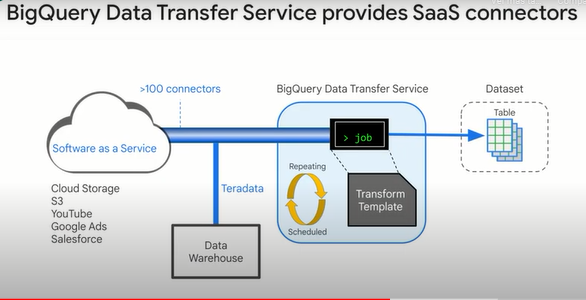 BigQuery Data Transfer Service provides SaaS connectors
>100 connectors
BigQuery Data Transfer Service
Dataset
Software as a Service
> job
Table
Teradata
Repeating
Scheduled
Transform
Template
Cloud Storage
S3
YouTube
Google Ads
Salesforce
Data
Warehouse